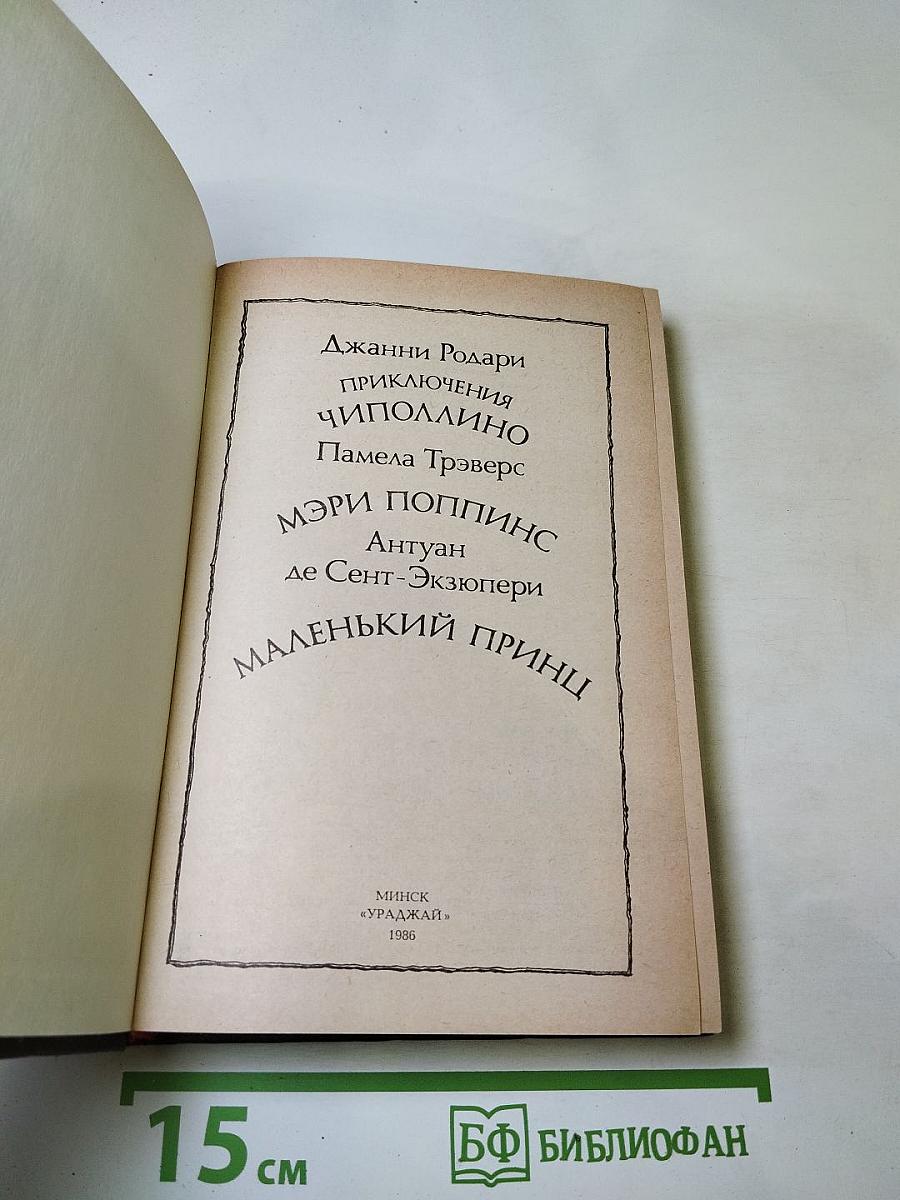 Джанни Родари
ПРИКЛЮЧЕНИЯ
ЧИПОЛЛИНО
Памела Трэверс
МЭРИ ПОППИНС
Антуан
де Сент-Экзюпери
МАЛЕНЬКИЙ ПРИНЦ
МИНСК
«УРАДЖАЙ»
1986
15 см
БФ БИБЛИОФАН